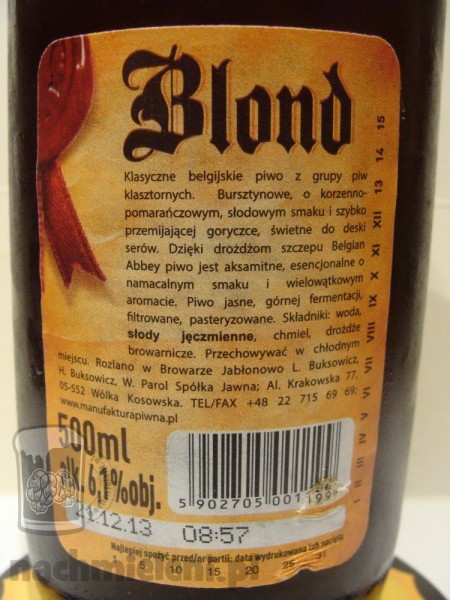 Blond
Klasyczne belgijskie piwo z grupy piw
klasztornych. Bursztynowe, o korzenno-
pomarańczowym, słodowym smaku i szybko
przemijającej goryczce, świetne do deski
serów. Dzięki drożdżom szczepu Belgian
Abbey piwo jest aksamitne, esencjonalne o
namacalnym smaku i wielowątkowym
aromacie. Piwo jasne, górnej fermentacji,
filtrowane, pasteryzowane. Składniki: woda,
słody jęczmienne, chmiel, drożdże
browarnicze. Przechowywać w chłodnym
miejscu. Rozlano w Browarze Jabłonowo L. Buksowicz,
H. Buksowicz, W. Parol Spółka Jawna; Al. Krakowska 77,
05-552 Wólka Kosowska. TEL/FAX +48 22 715 69 69;
www.manufakturapiwna.pl
500ml
alk. 6,1%obj.
5 902705 001199
31.12.13 08:57
Najlepiej spożyć przed/nr partii: data wydrukowana lub nacięta
5 10 15 20 25 31
I II III IV V VI VII VIII IX X XI XII 13 14 15
nachmieleni.pl